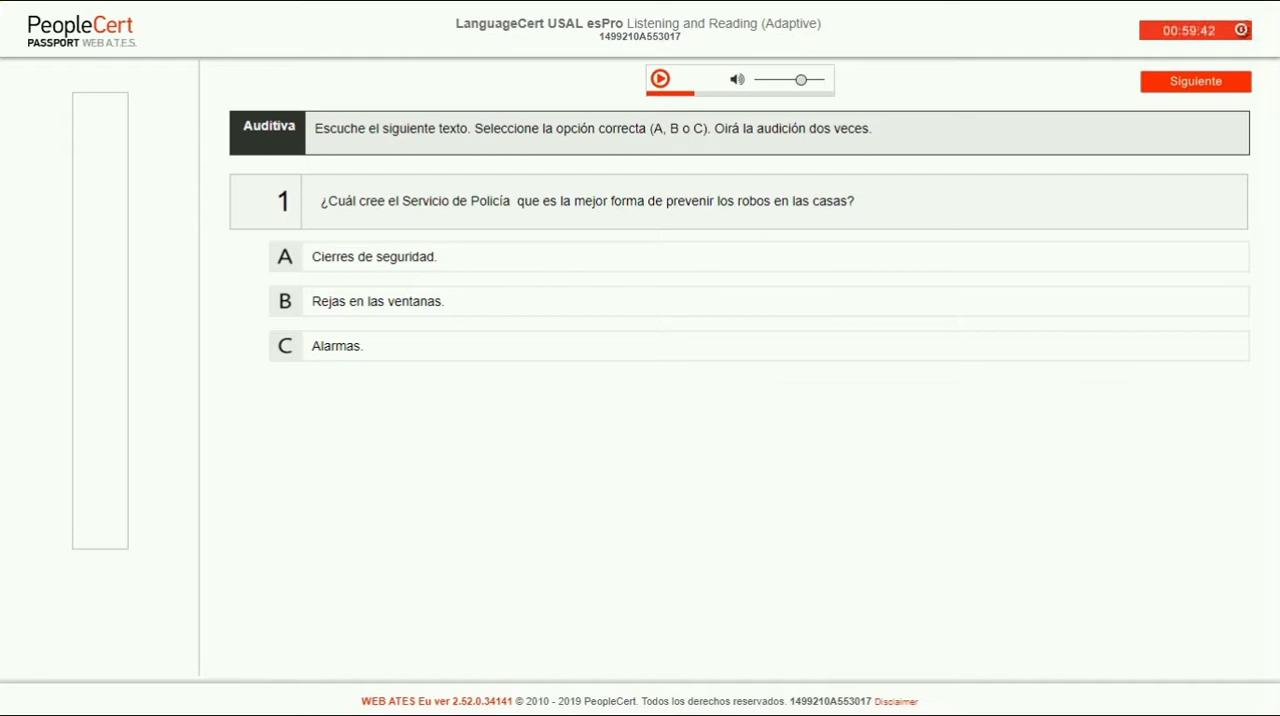 PeopleCert
PASSPORT WEB A.T.E.S.
LanguageCert USAL esPro Listening and Reading (Adaptive)
1499210A553017
00:59:42
Siguiente
Auditiva
Escuche el siguiente texto. Seleccione la opción correcta (A, B o C). Oirá la audición dos veces.
1
¿Cuál cree el Servicio de Policía que es la mejor forma de prevenir los robos en las casas?
A Cierres de seguridad.
B Rejas en las ventanas.
C Alarmas.
WEB ATES Eu ver 2.52.0.34141 © 2010 - 2019 PeopleCert. Todos los derechos reservados. 1499210A553017 Disclaimer